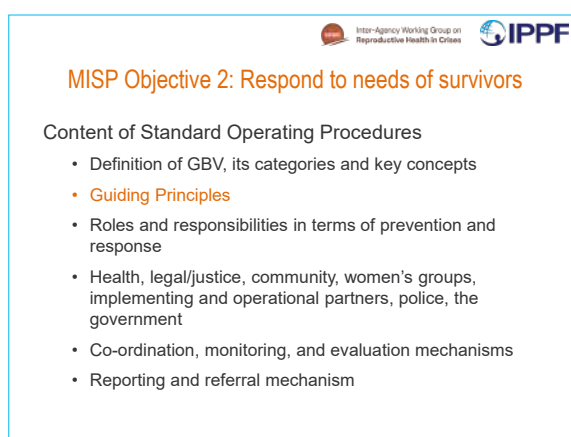 Inter-Agency Working Group on
Reproductive Health in Crises
IPPF
MISP Objective 2: Respond to needs of survivors
Content of Standard Operating Procedures
• Definition of GBV, its categories and key concepts
• Guiding Principles
• Roles and responsibilities in terms of prevention and
response
• Health, legal/justice, community, women's groups,
implementing and operational partners, police, the
government
• Co-ordination, monitoring, and evaluation mechanisms
• Reporting and referral mechanism